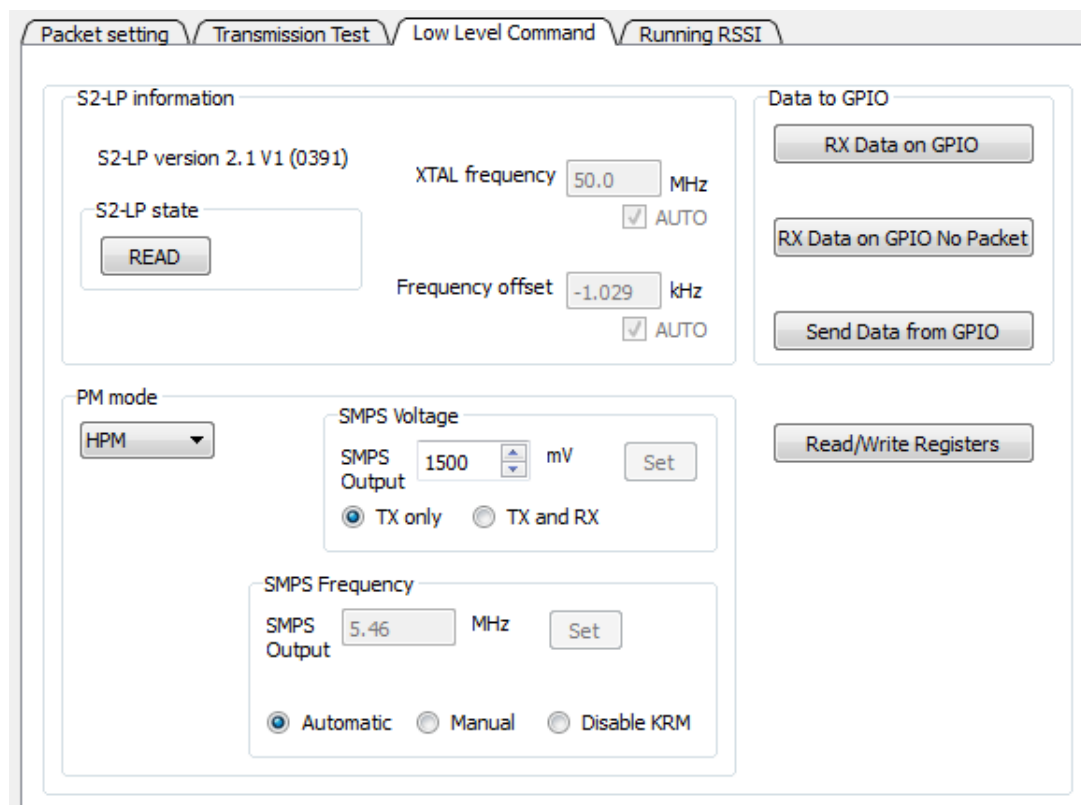 Packet setting
Transmission Test
Low Level Command
Running RSSI
S2-LP information
S2-LP version 2.1 V1 (0391)
XTAL frequency 50.0 MHz
AUTO
S2-LP state
READ
Frequency offset -1.029 kHz
AUTO
Data to GPIO
RX Data on GPIO
RX Data on GPIO No Packet
Send Data from GPIO
PM mode
HPM
SMPS Voltage
SMPS
Output
1500 mV
Set
TX only
TX and RX
SMPS Frequency
SMPS
Output
5.46 MHz
Set
Automatic
Manual
Disable KRM
Read/Write Registers